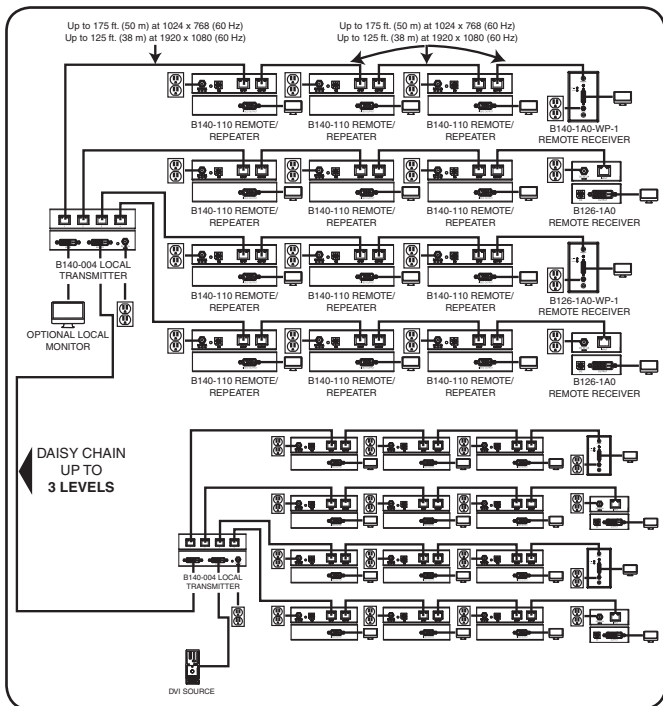 Up to 175 ft. (50 m) at 1024 x 768 (60 Hz)
Up to 125 ft. (38 m) at 1920 x 1080 (60 Hz)
Up to 175 ft. (50 m) at 1024 x 768 (60 Hz)
Up to 125 ft. (38 m) at 1920 x 1080 (60 Hz)
B140-110 REMOTE/
REPEATER
B140-110 REMOTE/
REPEATER
B140-110 REMOTE/
REPEATER
B140-1A0-WP-1
REMOTE RECEIVER
B140-110 REMOTE/
REPEATER
B140-110 REMOTE/
REPEATER
B140-110 REMOTE/
REPEATER
B126-1A0
REMOTE RECEIVER
B140-004 LOCAL
TRANSMITTER
OPTIONAL LOCAL
MONITOR
B140-110 REMOTE/
REPEATER
B140-110 REMOTE/
REPEATER
B140-110 REMOTE/
REPEATER
B126-1A0-WP-1
REMOTE RECEIVER
B140-110 REMOTE/
REPEATER
B140-110 REMOTE/
REPEATER
B140-110 REMOTE/
REPEATER
B126-1A0
REMOTE RECEIVER
DAISY CHAIN
UP TO
3 LEVELS
B140-004 LOCAL
TRANSMITTER
DVI SOURCE